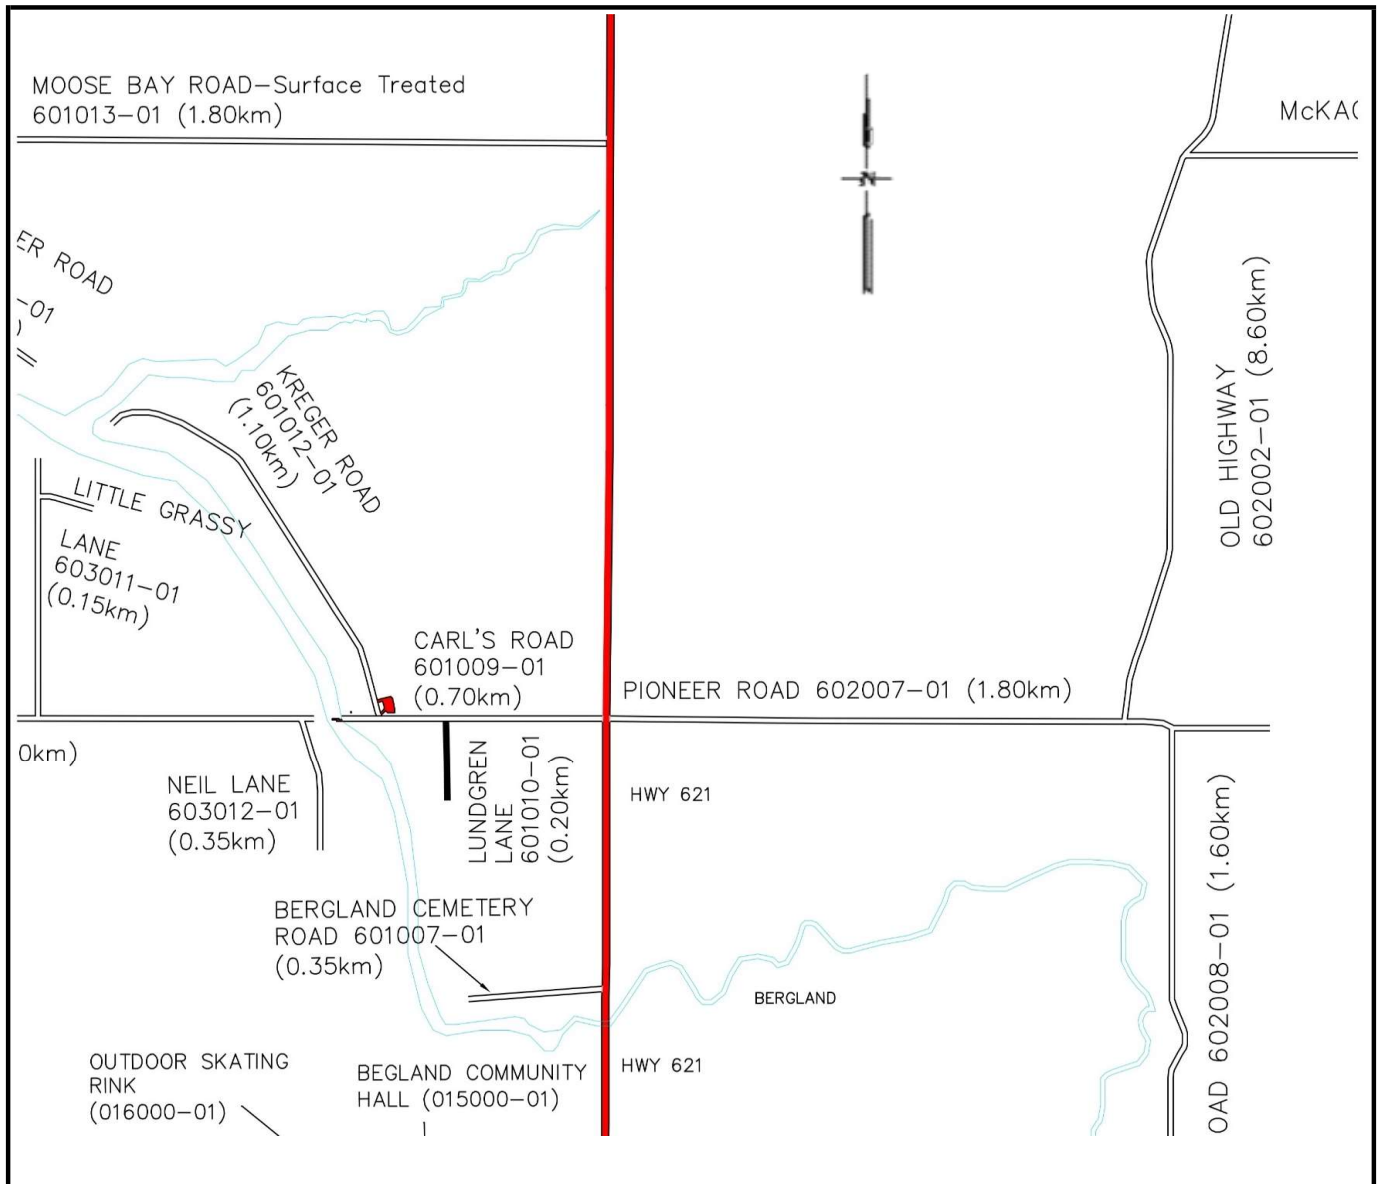 MOOSE BAY ROAD-Surface Treated
601013-01 (1.80km)
McKA
ER ROAD
-01
)
KREGER ROAD
601012-01
(1.10km)
OLD HIGHWAY
602002-01 (8.60km)
LITTLE GRASSY
LANE
603011-01
(0.15km)
CARL'S ROAD
601009-01
(0.70km)
PIONEER ROAD 602007-01 (1.80km)
0km)
NEIL LANE
603012-01
(0.35km)
LUNDGREN
LANE
601010-01
(0.20km)
HWY 621
BERGLAND CEMETERY
ROAD 601007-01
(0.35km)
BERGLAND
OAD 602008-01 (1.60km)
OUTDOOR SKATING
RINK
(016000-01)
BEGLAND COMMUNITY
HALL (015000-01)
HWY 621